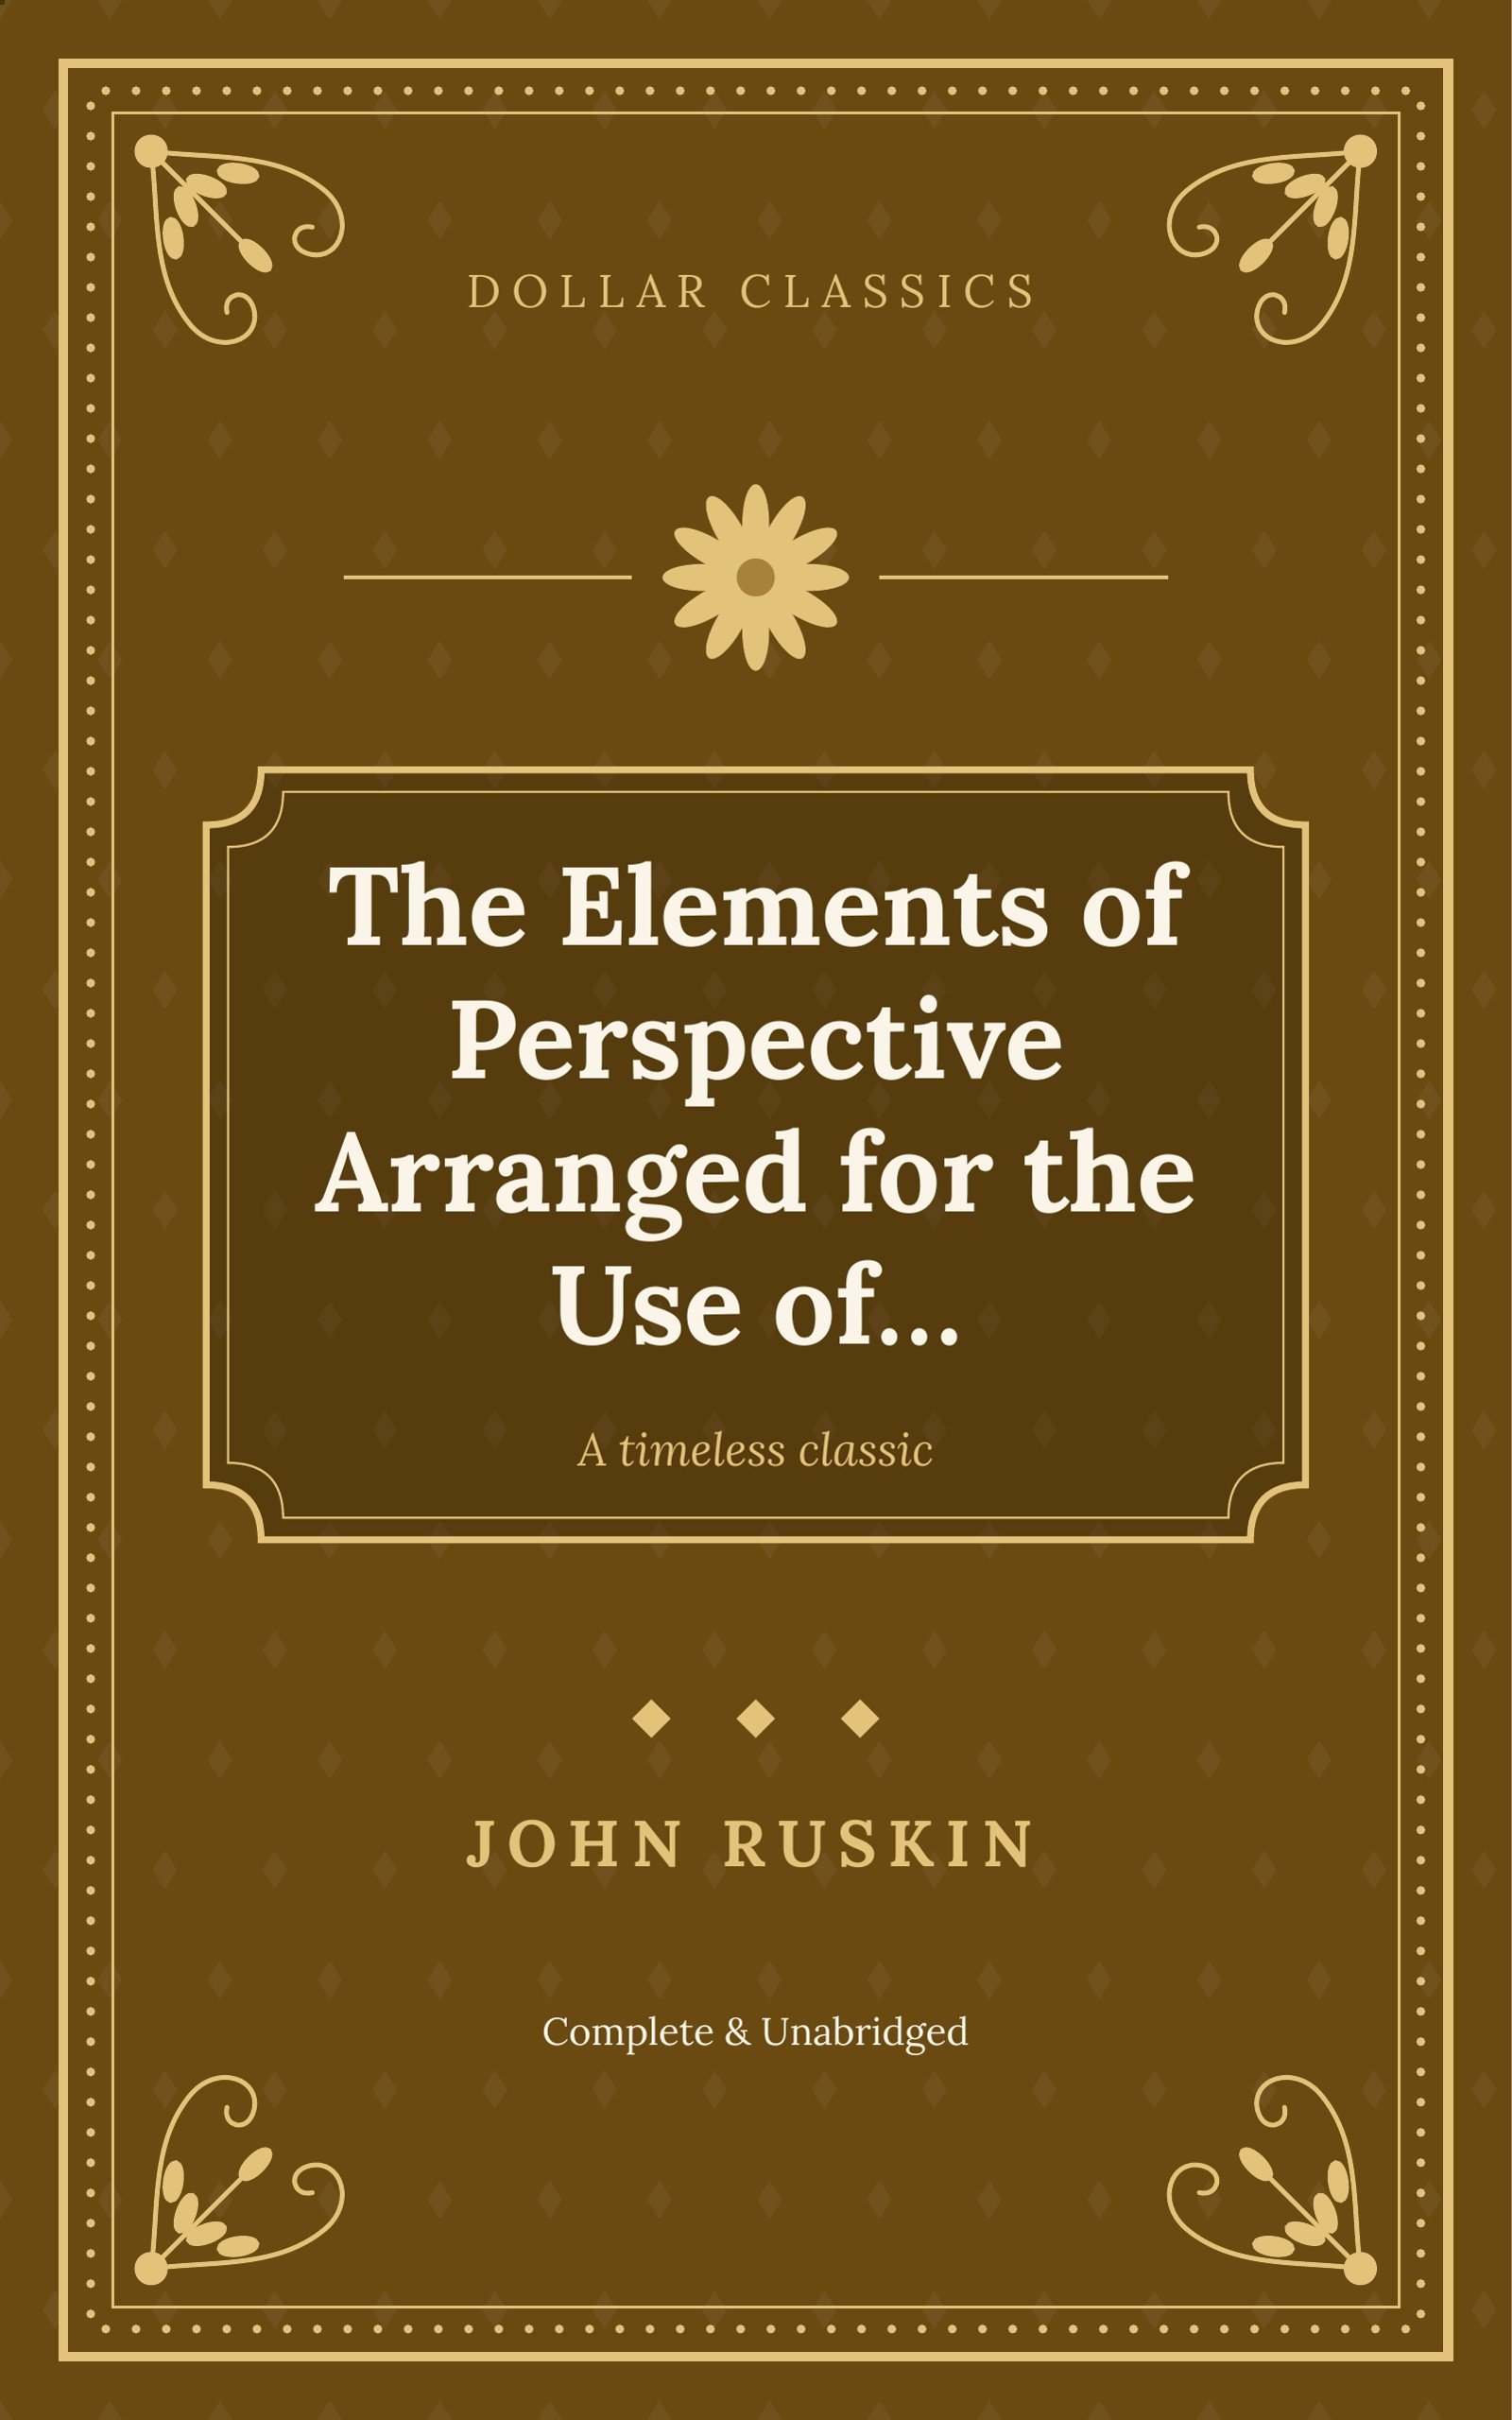 DOLLAR CLASSICS
The Elements of
Perspective
Arranged for the
Use of...
A timeless classic
JOHN RUSKIN
Complete & Unabridged